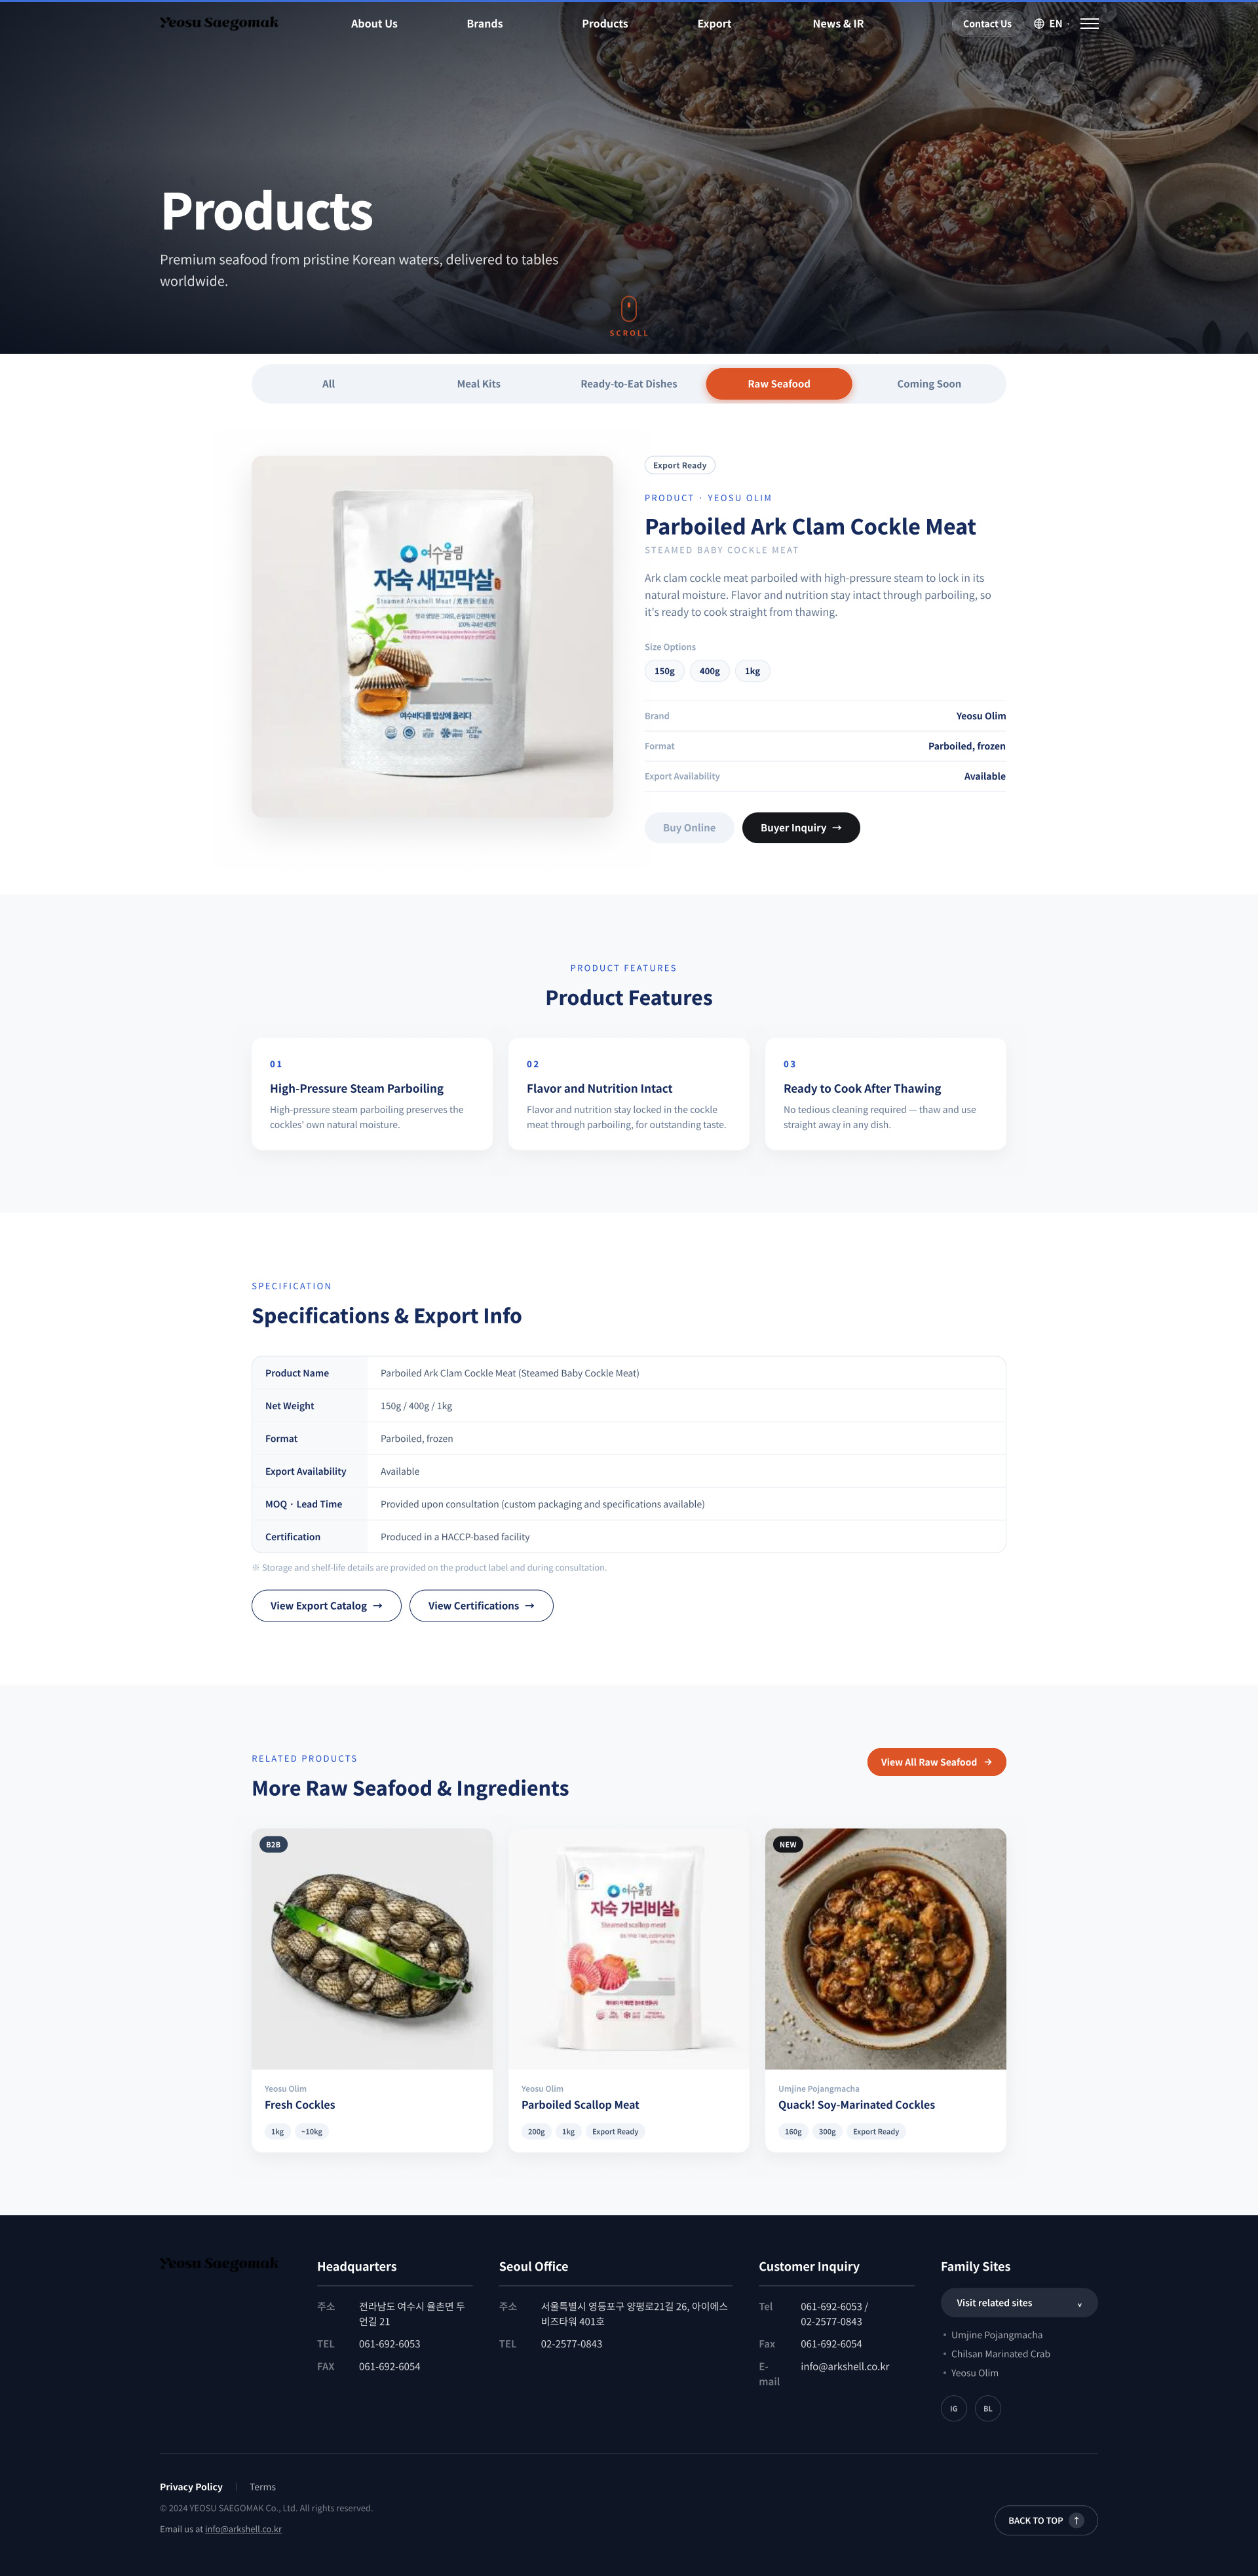 Yeosu Saegomak
About Us
Brands
Products
Export
News & IR
Contact Us
EN
Products
Premium seafood from pristine Korean waters, delivered to tables
worldwide.
SCROLL
All
Meal Kits
Ready-to-Eat Dishes
Raw Seafood
Coming Soon
여수올림
자숙 새꼬막살
Steamed Arkshell Meat
여수바다를 밥상에 올리다
Export Ready
PRODUCT · YEOSU OLIM
Parboiled Ark Clam Cockle Meat
STEAMED BABY COCKLE MEAT
Ark clam cockle meat parboiled with high-pressure steam to lock in its
natural moisture. Flavor and nutrition stay intact through parboiling, so
it's ready to cook straight from thawing.
Size Options
150g
400g
1kg
Brand
Yeosu Olim
Format
Parboiled, frozen
Export Availability
Available
Buy Online
Buyer Inquiry →
PRODUCT FEATURES
Product Features
01
High-Pressure Steam Parboiling
High-pressure steam parboiling preserves the
cockles' own natural moisture.
02
Flavor and Nutrition Intact
Flavor and nutrition stay locked in the cockle
meat through parboiling, for outstanding taste.
03
Ready to Cook After Thawing
No tedious cleaning required — thaw and use
straight away in any dish.
SPECIFICATION
Specifications & Export Info
Product Name
Parboiled Ark Clam Cockle Meat (Steamed Baby Cockle Meat)
Net Weight
150g / 400g / 1kg
Format
Parboiled, frozen
Export Availability
Available
MOQ · Lead Time
Provided upon consultation (custom packaging and specifications available)
Certification
Produced in a HACCP-based facility
※ Storage and shelf-life details are provided on the product label and during consultation.
View Export Catalog →
View Certifications →
RELATED PRODUCTS
More Raw Seafood & Ingredients
View All Raw Seafood →
B2B
Yeosu Olim
Fresh Cockles
1kg
~10kg
여수올림
자숙 가리비살
Steamed scallop meat
Yeosu Olim
Parboiled Scallop Meat
200g
1kg
Export Ready
NEW
Umjine Pojangmacha
Quack! Soy-Marinated Cockles
160g
300g
Export Ready
Yeosu Saegomak
Headquarters
주소
전라남도 여수시 율촌면 두
언길 21
TEL
061-692-6053
FAX
061-692-6054
Seoul Office
주소
서울특별시 영등포구 양평로21길 26, 아이에스
비즈타워 401호
TEL
02-2577-0843
Customer Inquiry
Tel
061-692-6053 /
02-2577-0843
Fax
061-692-6054
E-
mail
info@arkshell.co.kr
Family Sites
Visit related sites
Umjine Pojangmacha
Chilsan Marinated Crab
Yeosu Olim
IG
BL
Privacy Policy
Terms
© 2024 YEOSU SAEGOMAK Co., Ltd. All rights reserved.
Email us at info@arkshell.co.kr
BACK TO TOP ↑